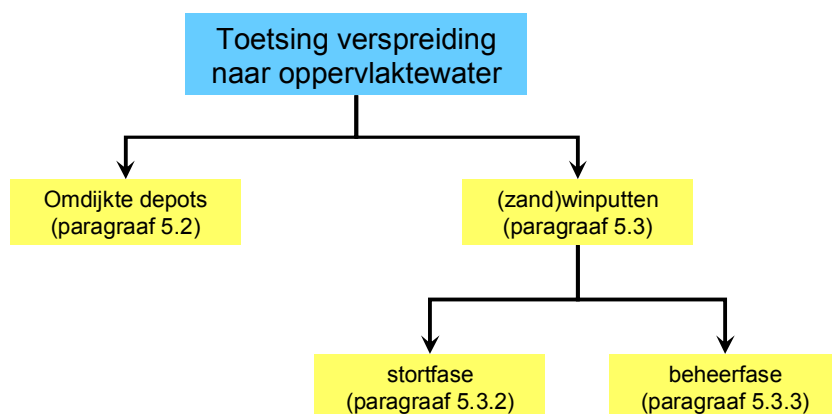 Toetsing verspreiding
naar oppervlaktewater
Omdijkte depots
(paragraaf 5.2)
(zand)winputten
(paragraaf 5.3)
stortfase
(paragraaf 5.3.2)
beheerfase
(paragraaf 5.3.3)